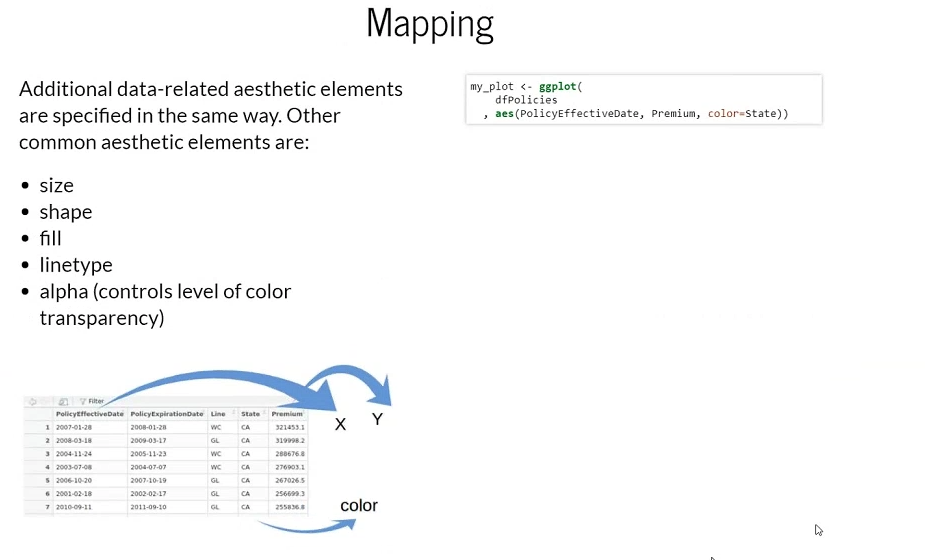 Mapping
Additional data-related aesthetic elements
are specified in the same way. Other
common aesthetic elements are:
• size
• shape
• fill
• linetype
• alpha (controls level of color
transparency)
my_plot <- ggplot(
dfPolicies
, aes(PolicyEffectiveDate, Premium, color=State))
Filter
PolicyEffectiveDate PolicyExpirationDate Line State Premium
1 2007-01-28 2008-01-28 WC CA 321453.1
2 2008-03-18 2009-03-17 GL CA 319998.2
3 2004-11-24 2005-11-23 WC CA 288676.8
4 2003-07-08 2004-07-07 WC CA 276903.1
5 2006-10-20 2007-10-19 GL CA 267026.5
6 2001-02-18 2002-02-17 GL CA 256699.3
7 2010-09-11 2011-09-10 GL CA 255836.8
X
Y
color